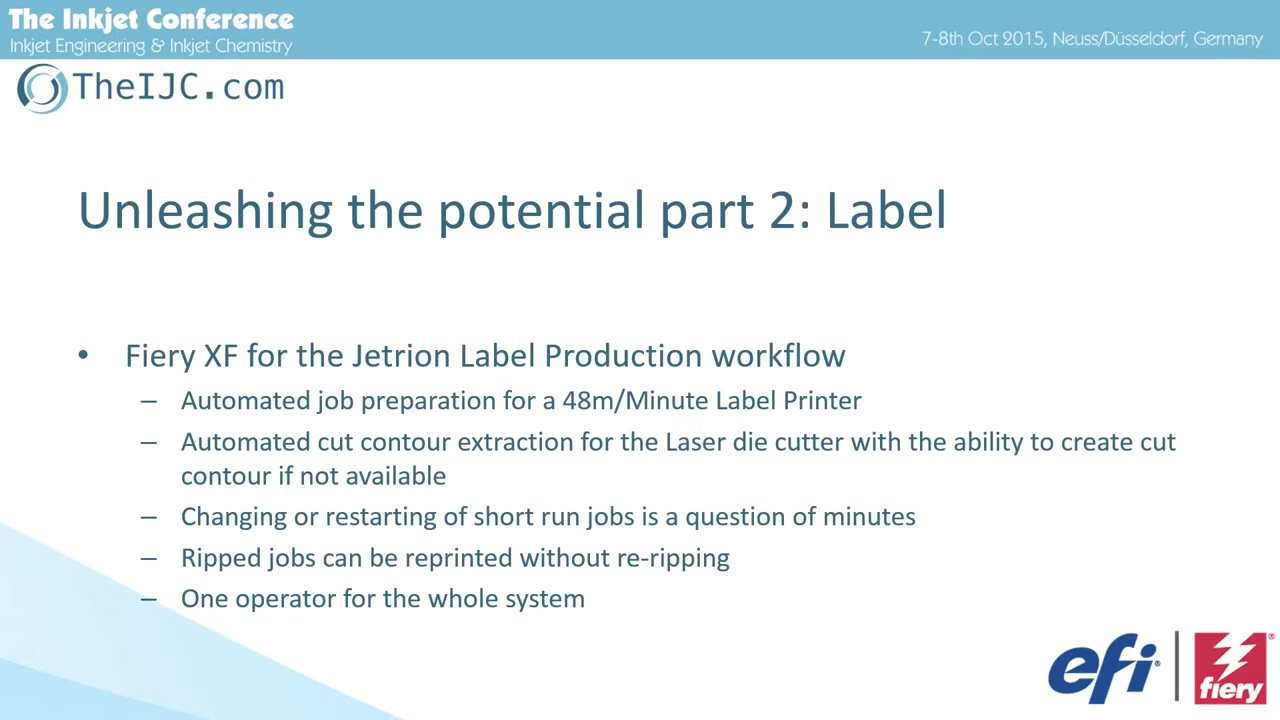 The Inkjet Conference
Inkjet Engineering & Inkjet Chemistry
7-8th Oct 2015, Neuss/Düsseldorf, Germany
TheIJC.com
Unleashing the potential part 2: Label
• Fiery XF for the Jetrion Label Production workflow
– Automated job preparation for a 48m/Minute Label Printer
– Automated cut contour extraction for the Laser die cutter with the ability to create cut
contour if not available
– Changing or restarting of short run jobs is a question of minutes
– Ripped jobs can be reprinted without re-ripping
– One operator for the whole system
efi®
fiery®